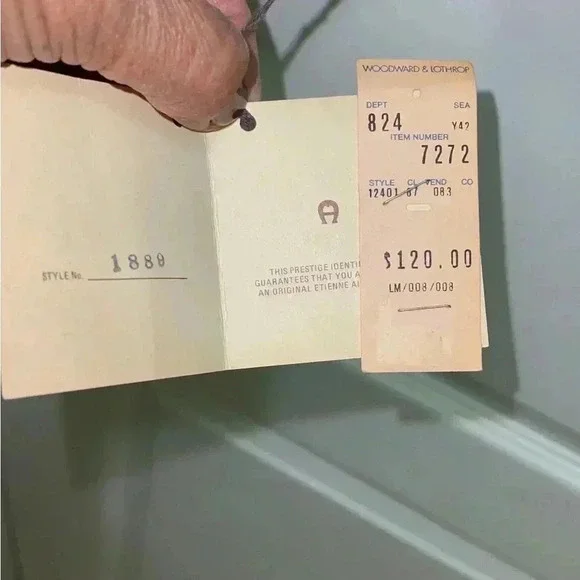 STYLE No. 1889
THIS PRESTIGE
GUARANTEES THAT YOU
AN ORIGINAL ETIENNE
WOODWARD & LOTHROP
DEPT SEA
824 Y42
ITEM NUMBER
7272
STYLE CL VEND CO
12401 67 083
$120.00
LM/008/008